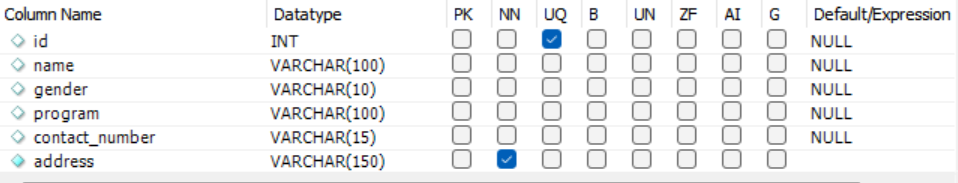 Column Name Datatype PK NN UQ B UN ZF AI G Default/Expression
id INT NULL
name VARCHAR(100) NULL
gender VARCHAR(10) NULL
program VARCHAR(100) NULL
contact_number VARCHAR(15) NULL
address VARCHAR(150)